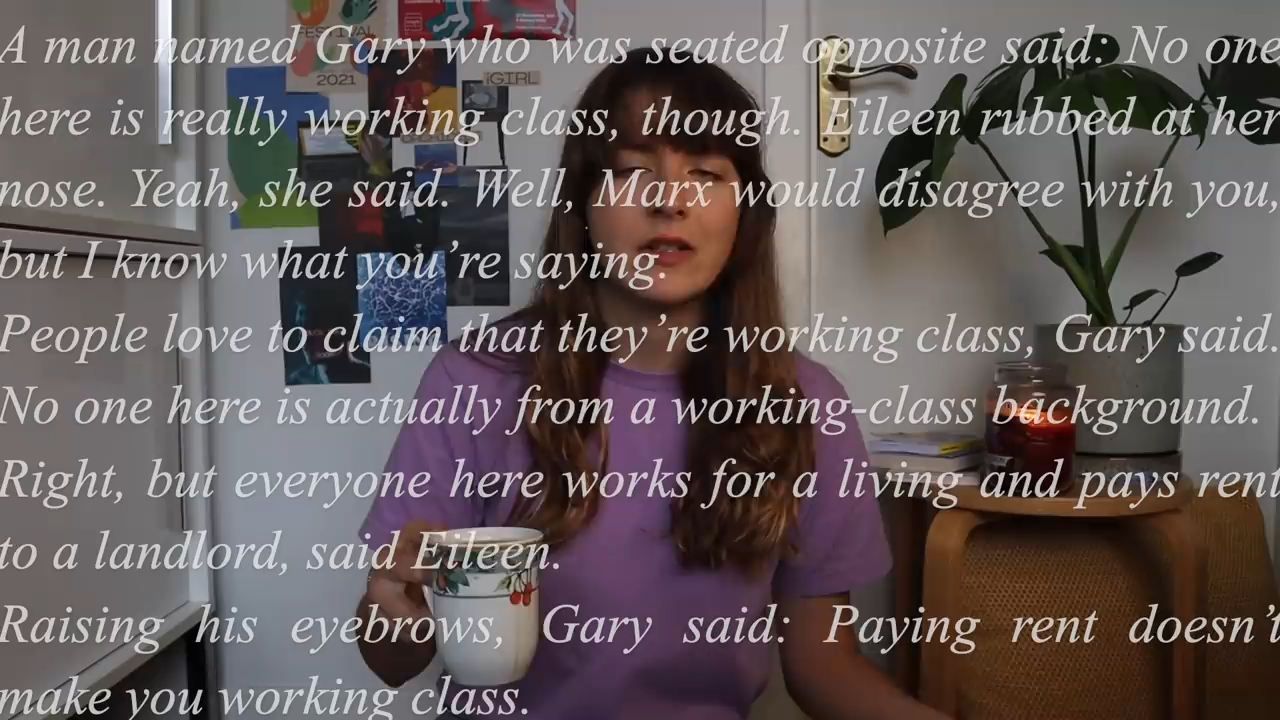 FESTIVAL
2021
iGIRL
A man named Gary who was seated opposite said: No one
here is really working class, though. Eileen rubbed at her
nose. Yeah, she said. Well, Marx would disagree with you,
but I know what you’re saying.
People love to claim that they’re working class, Gary said.
No one here is actually from a working-class background.
Right, but everyone here works for a living and pays rent
to a landlord, said Eileen.
Raising his eyebrows, Gary said: Paying rent doesn’t
make you working class.